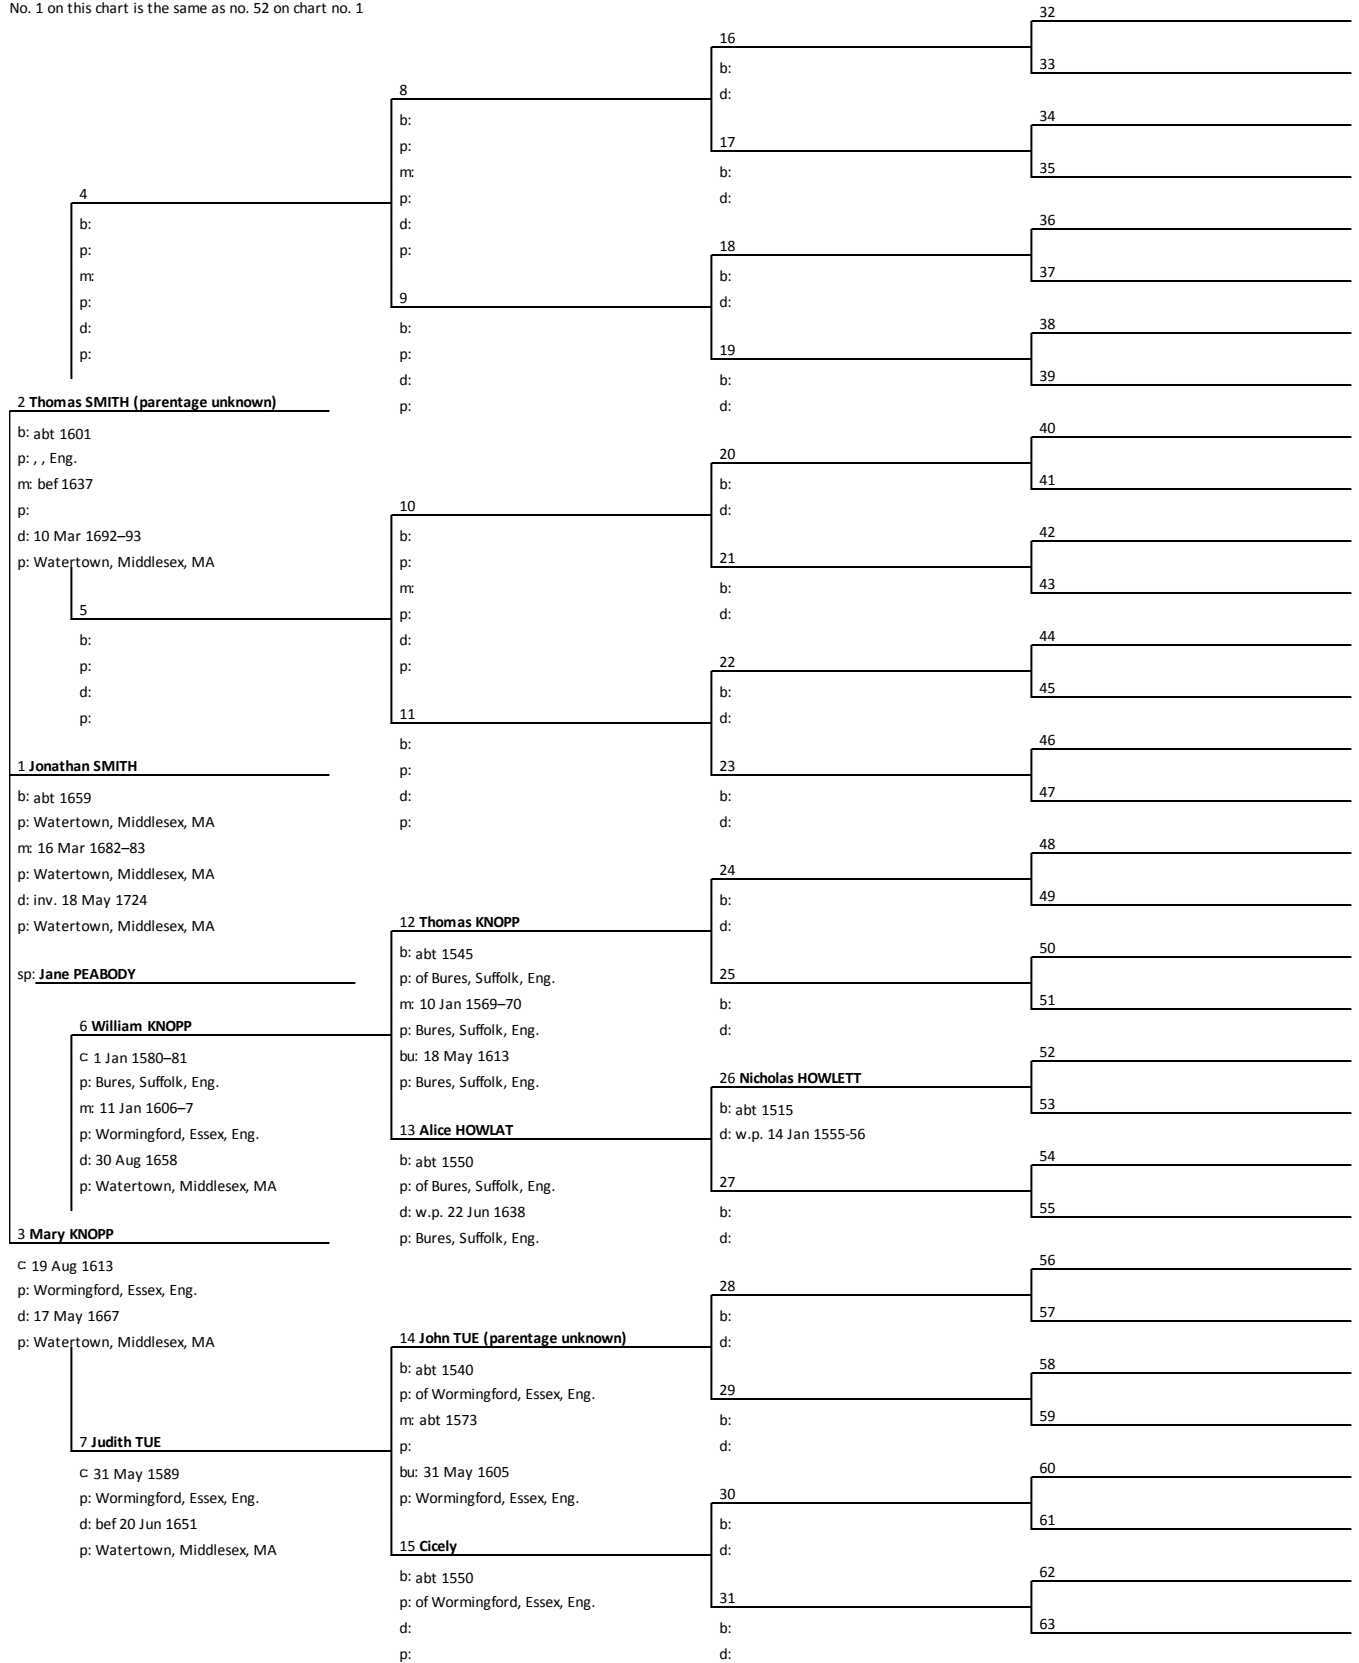 No. 1 on this chart is the same as no. 52 on chart no. 1
4
b:
p:
m:
p:
d:
p:
2 Thomas SMITH (parentage unknown)
b: abt 1601
p: , , Eng.
m: bef 1637
p:
d: 10 Mar 1692–93
p: Watertown, Middlesex, MA
5
b:
p:
d:
p:
1 Jonathan SMITH
b: abt 1659
p: Watertown, Middlesex, MA
m: 16 Mar 1682–83
p: Watertown, Middlesex, MA
d: inv. 18 May 1724
p: Watertown, Middlesex, MA
sp: Jane PEABODY
6 William KNOPP
c: 1 Jan 1580–81
p: Bures, Suffolk, Eng.
m: 11 Jan 1606–7
p: Wormingford, Essex, Eng.
d: 30 Aug 1658
p: Watertown, Middlesex, MA
3 Mary KNOPP
c: 19 Aug 1613
p: Wormingford, Essex, Eng.
d: 17 May 1667
p: Watertown, Middlesex, MA
7 Judith TUE
c: 31 May 1589
p: Wormingford, Essex, Eng.
d: bef 20 Jun 1651
p: Watertown, Middlesex, MA
8
b:
p:
m:
p:
d:
p:
9
b:
p:
d:
p:
10
b:
p:
m:
p:
d:
p:
11
b:
p:
d:
p:
12 Thomas KNOPP
b: abt 1545
p: of Bures, Suffolk, Eng.
m: 10 Jan 1569–70
p: Bures, Suffolk, Eng.
bu: 18 May 1613
p: Bures, Suffolk, Eng.
13 Alice HOWLAT
b: abt 1550
p: of Bures, Suffolk, Eng.
d: w.p. 22 Jun 1638
p: Bures, Suffolk, Eng.
14 John TUE (parentage unknown)
b: abt 1540
p: of Wormingford, Essex, Eng.
m: abt 1573
p:
bu: 31 May 1605
p: Wormingford, Essex, Eng.
15 Cicely
b: abt 1550
p: of Wormingford, Essex, Eng.
d:
p:
16
b:
d:
17
b:
d:
18
b:
d:
19
b:
d:
20
b:
d:
21
b:
d:
22
b:
d:
23
b:
d:
24
b:
d:
25
b:
d:
26 Nicholas HOWLETT
b: abt 1515
d: w.p. 14 Jan 1555-56
27
b:
d:
28
b:
d:
29
b:
d:
30
b:
d:
31
b:
d:
32
33
34
35
36
37
38
39
40
41
42
43
44
45
46
47
48
49
50
51
52
53
54
55
56
57
58
59
60
61
62
63